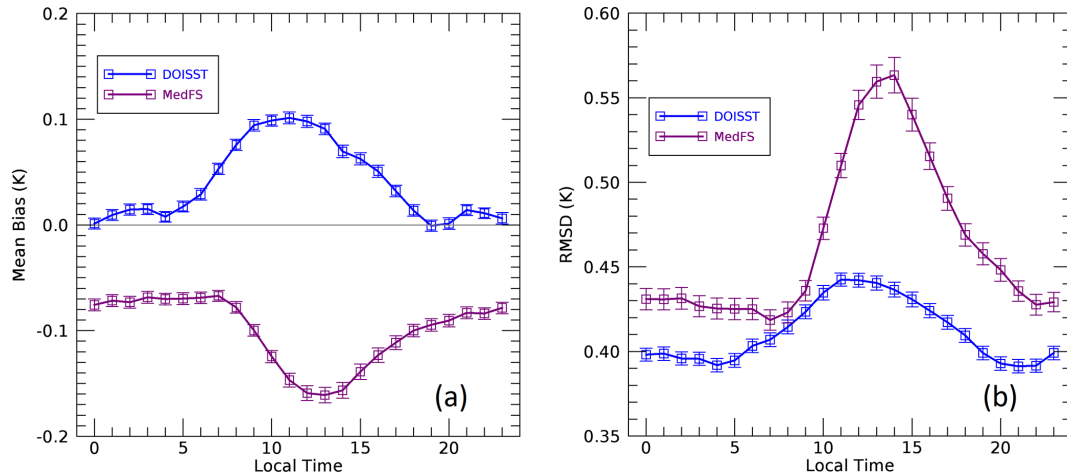 0.2
0.1
0.0
-0.1
-0.2
Mean Bias (K)
DOISST
MedFS
(a)
0 5 10 15 20
Local Time
0.60
0.55
0.50
0.45
0.40
0.35
RMSD (K)
DOISST
MedFS
(b)
0 5 10 15 20
Local Time